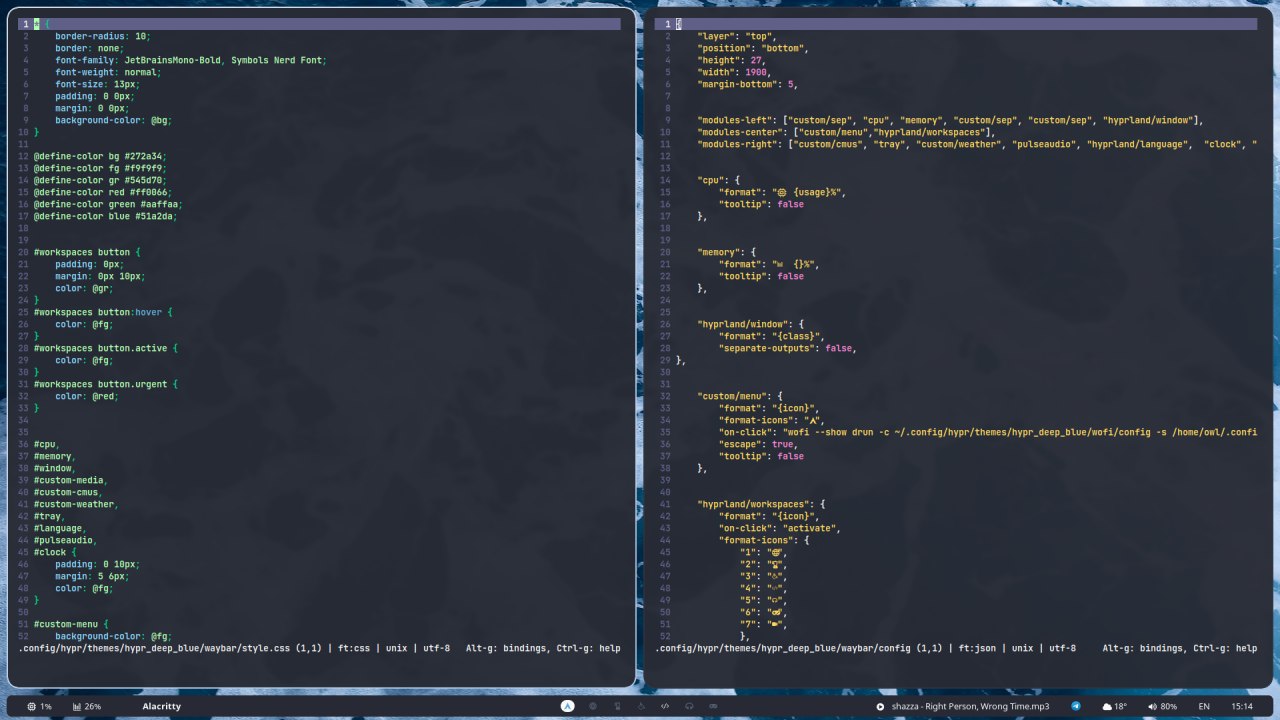 1 * {
2 border-radius: 10;
3 border: none;
4 font-family: JetBrainsMono-Bold, Symbols Nerd Font;
5 font-weight: normal;
6 font-size: 13px;
7 padding: 0 0px;
8 margin: 0 0px;
9 background-color: @bg;
10 }
11
12 @define-color bg #272a34;
13 @define-color fg #f9f9f9;
14 @define-color gr #545d70;
15 @define-color red #ff0066;
16 @define-color green #aaffaa;
17 @define-color blue #51a2da;
18
19
20 #workspaces button {
21 padding: 0px;
22 margin: 0px 10px;
23 color: @gr;
24 }
25 #workspaces button:hover {
26 color: @fg;
27 }
28 #workspaces button.active {
29 color: @fg;
30 }
31 #workspaces button.urgent {
32 color: @red;
33 }
34
35
36 #cpu,
37 #memory,
38 #window,
39 #custom-media,
40 #custom-cmus,
41 #custom-weather,
42 #tray,
43 #language,
44 #pulseaudio,
45 #clock {
46 padding: 0 10px;
47 margin: 5 6px;
48 color: @fg;
49 }
50
51 #custom-menu {
52 background-color: @fg;
.config/hypr/themes/hypr_deep_blue/waybar/style.css (1,1) | ft:css | unix | utf-8 Alt-g: bindings, Ctrl-g: help
1 {
2 "layer": "top",
3 "position": "bottom",
4 "height": 27,
5 "width": 1900,
6 "margin-bottom": 5,
7
8
9 "modules-left": ["custom/sep", "cpu", "memory", "custom/sep", "custom/sep", "hyprland/window"],
10 "modules-center": ["custom/menu","hyprland/workspaces"],
11 "modules-right": ["custom/cmus", "tray", "custom/weather", "pulseaudio", "hyprland/language", "clock", "
12
13
14 "cpu": {
15 "format": " {usage}%",
16 "tooltip": false
17 },
18
19
20 "memory": {
21 "format": " {}%",
22 "tooltip": false
23 },
24
25
26 "hyprland/window": {
27 "format": "{class}",
28 "separate-outputs": false,
29 },
30
31
32 "custom/menu": {
33 "format": "{icon}",
34 "format-icons": "",
35 "on-click": "wofi --show drun -c ~/.config/hypr/themes/hypr_deep_blue/wofi/config -s /home/owl/.confi
36 "escape": true,
37 "tooltip": false
38 },
39
40
41 "hyprland/workspaces": {
42 "format": "{icon}",
43 "on-click": "activate",
44 "format-icons": {
45 "1": "",
46 "2": "",
47 "3": "",
48 "4": "",
49 "5": "",
50 "6": "",
51 "7": "",
52 },
.config/hypr/themes/hypr_deep_blue/waybar/config (1,1) | ft:json | unix | utf-8 Alt-g: bindings, Ctrl-g: help
1% 26% Alacritty </> shazza - Right Person, Wrong Time.mp3 18° 80% EN 15:14